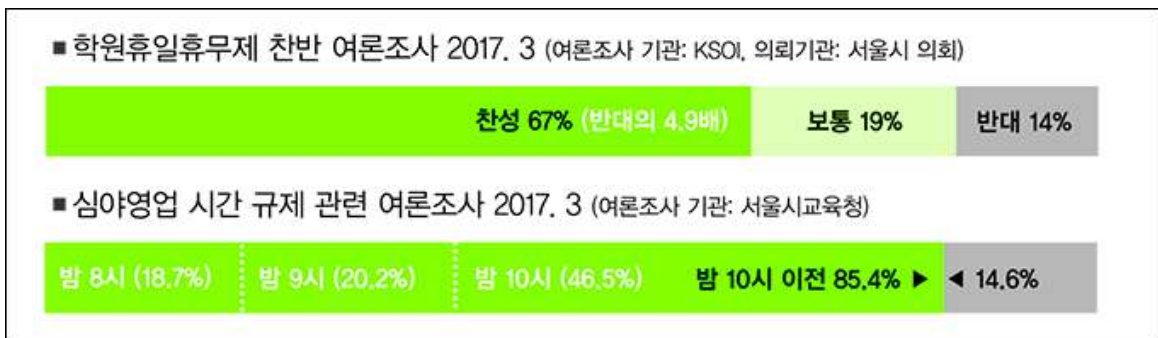 ■ 학원휴일휴무제 찬반 여론조사 2017. 3 (여론조사 기관: KSOI, 의뢰기관: 서울시 의회)
찬성 67% (반대의 4.9배) 보통 19% 반대 14%
■ 심야영업 시간 규제 관련 여론조사 2017. 3 (여론조사 기관: 서울시교육청)
밤 8시 (18.7%) 밤 9시 (20.2%) 밤 10시 (46.5%) 밤 10시 이전 85.4% ▶ ◀ 14.6%